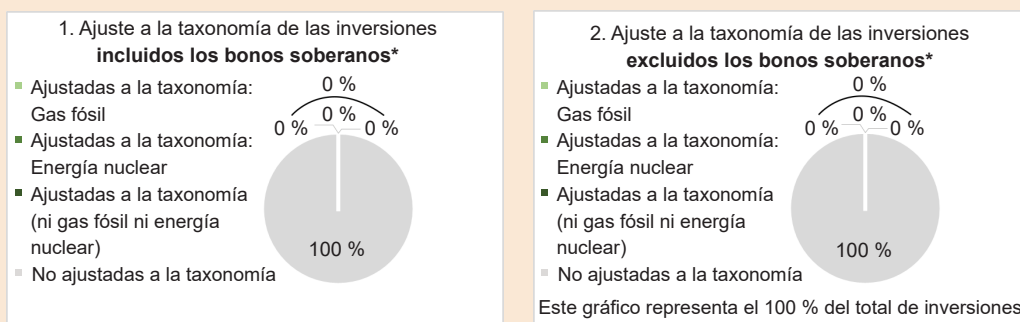 1. Ajuste a la taxonomía de las inversiones
incluidos los bonos soberanos*
Ajustadas a la taxonomía:
Gas fósil
Ajustadas a la taxonomía:
Energía nuclear
Ajustadas a la taxonomía
(ni gas fósil ni energía
nuclear)
No ajustadas a la taxonomía
0 %
0 %
0 % 0 %
100 %
2. Ajuste a la taxonomía de las inversiones
excluidos los bonos soberanos*
Ajustadas a la taxonomía:
Gas fósil
Ajustadas a la taxonomía:
Energía nuclear
Ajustadas a la taxonomía
(ni gas fósil ni energía
nuclear)
No ajustadas a la taxonomía
0 %
0 %
0 % 0 %
100 %
Este gráfico representa el 100 % del total de inversiones